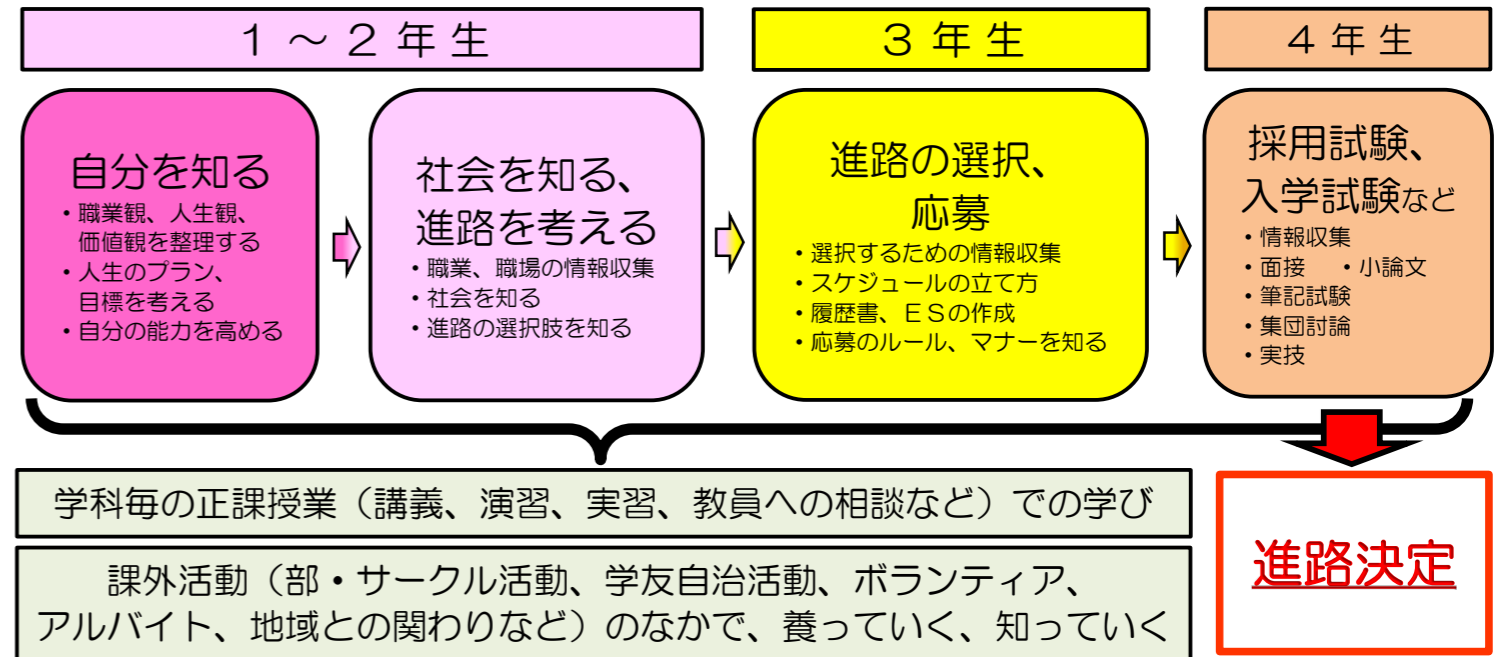 １～２年生
３年生
４年生
自分を知る
・職業観、人生観、
価値観を整理する
・人生のプラン、
目標を考える
・自分の能力を高める
社会を知る、
進路を考える
・職業、職場の情報収集
・社会を知る
・進路の選択肢を知る
進路の選択、
応募
・選択するための情報収集
・スケジュールの立て方
・履歴書、ＥＳの作成
・応募のルール、マナーを知る
採用試験、
入学試験など
・情報収集
・面接　・小論文
・筆記試験
・集団討論
・実技
学科毎の正課授業（講義、演習、実習、教員への相談など）での学び
課外活動（部・サークル活動、学友自治活動、ボランティア、
アルバイト、地域との関わりなど）のなかで、養っていく、知っていく
進路決定